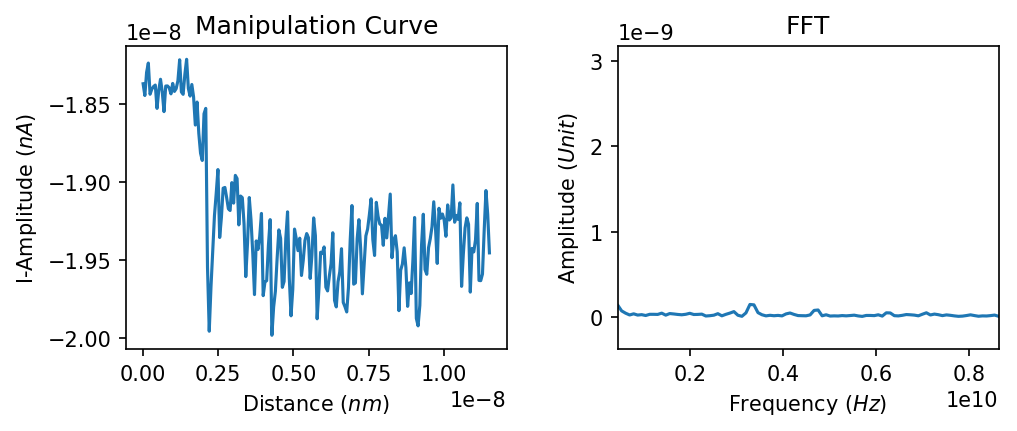 Manipulation Curve
1e−8
−1.85
−1.90
−1.95
−2.00
I-Amplitude (nA)
0.00 0.25 0.50 0.75 1.00
1e−8
Distance (nm)
FFT
1e−9
3
2
1
0
Amplitude (Unit)
0.2 0.4 0.6 0.8
1e10
Frequency (Hz)